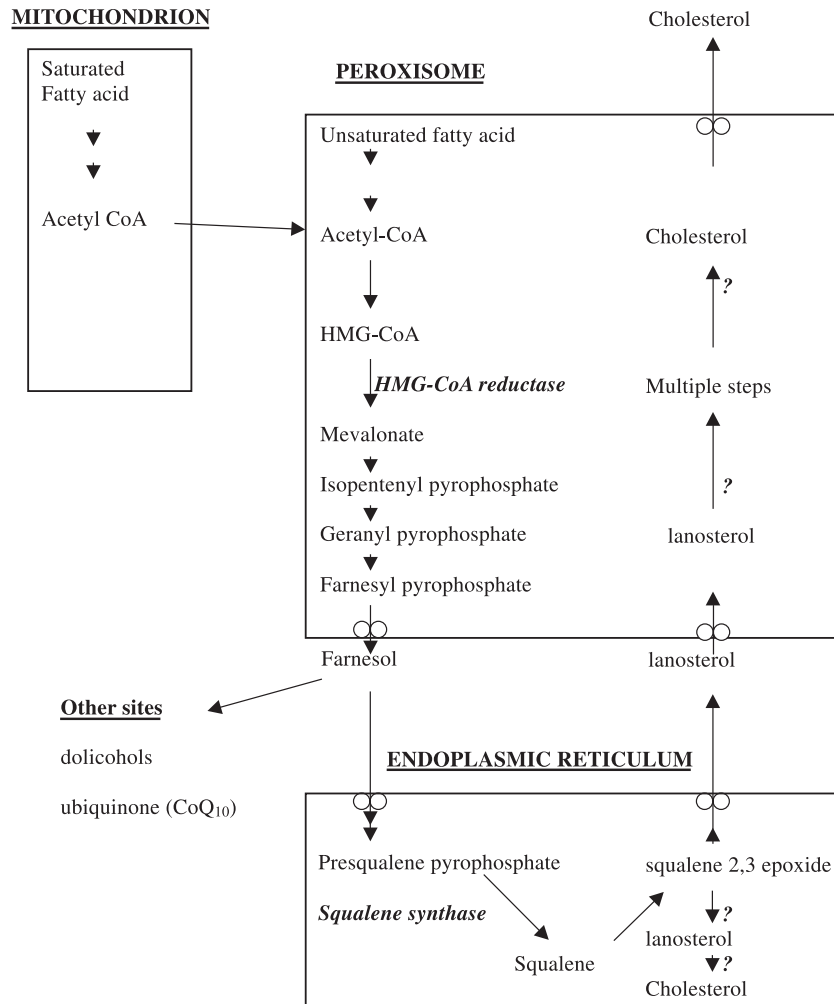 MITOCHONDRION
Saturated
Fatty acid
Acetyl CoA
PEROXISOME
Unsaturated fatty acid
Acetyl-CoA
HMG-CoA
HMG-CoA reductase
Mevalonate
Isopentenyl pyrophosphate
Geranyl pyrophosphate
Farnesyl pyrophosphate
Farnesol
Cholesterol
Cholesterol
?
Multiple steps
?
lanosterol
lanosterol
Other sites
dolicohols
ubiquinone (CoQ₁₀)
ENDOPLASMIC RETICULUM
Presqualene pyrophosphate
Squalene synthase
Squalene
squalene 2,3 epoxide
?
lanosterol
?
Cholesterol